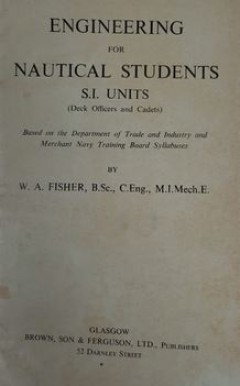 ENGINEERING
FOR
NAUTICAL STUDENTS
S.I. UNITS
(Deck Officers and Cadets)
Based on the Department of Trade and Industry and
Merchant Navy Training Board Syllabuses
BY
W. A. FISHER, B.Sc., C.Eng., M.I.Mech.E.
GLASGOW
BROWN, SON & FERGUSON, LTD., PUBLISHERS
52 DARNLEY STREET